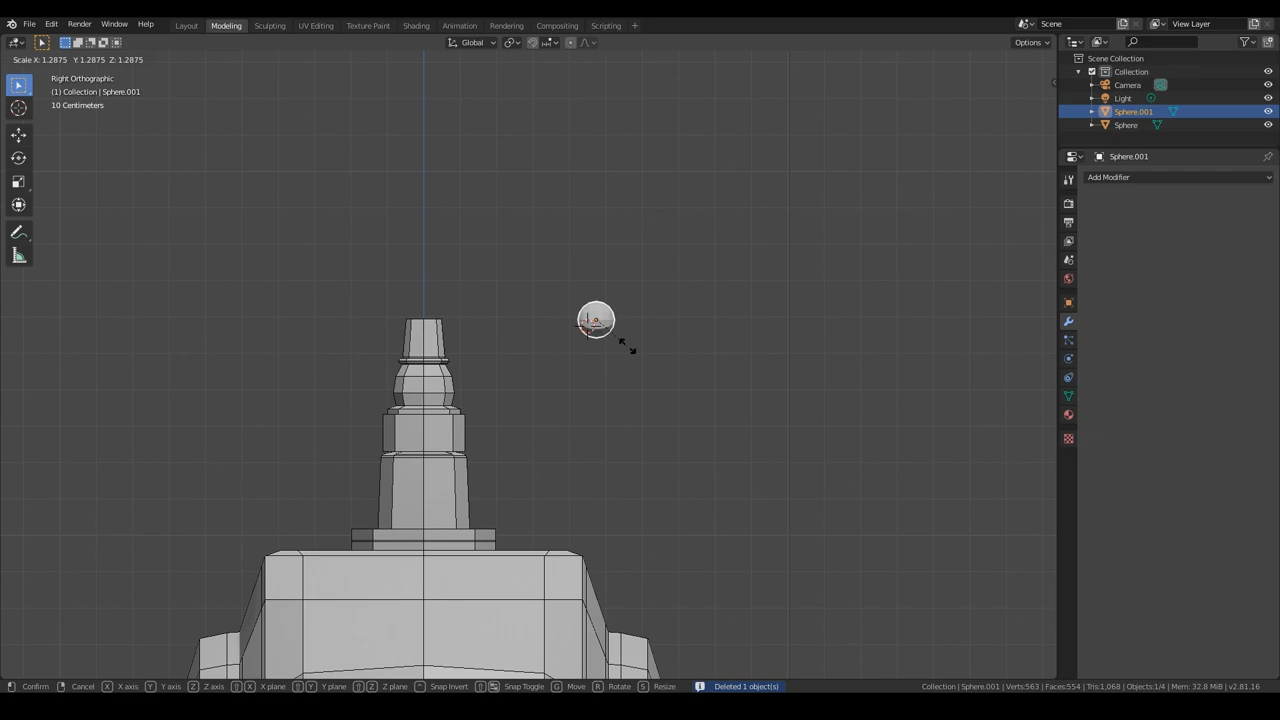 File Edit Render Window Help Layout Modeling Sculpting UV Editing Texture Paint Shading Animation Rendering Compositing Scripting + Scene View Layer
Global Options
Scale X: 1.2875 Y: 1.2875 Z: 1.2875
Right Orthographic
(1) Collection | Sphere.001
10 Centimeters
Scene Collection
Collection
Camera
Light
Sphere.001
Sphere
Sphere.001
Add Modifier
Confirm Cancel X X axis Y Y axis Z Z axis X X plane Y Y plane Z Z plane Snap Invert Snap Toggle G Move R Rotate S Resize Deleted 1 object(s) Collection | Sphere.001 | Verts:563 | Faces:554 | Tris:1,068 | Objects:1/4 | Mem: 32.8 MiB | v2.81.16